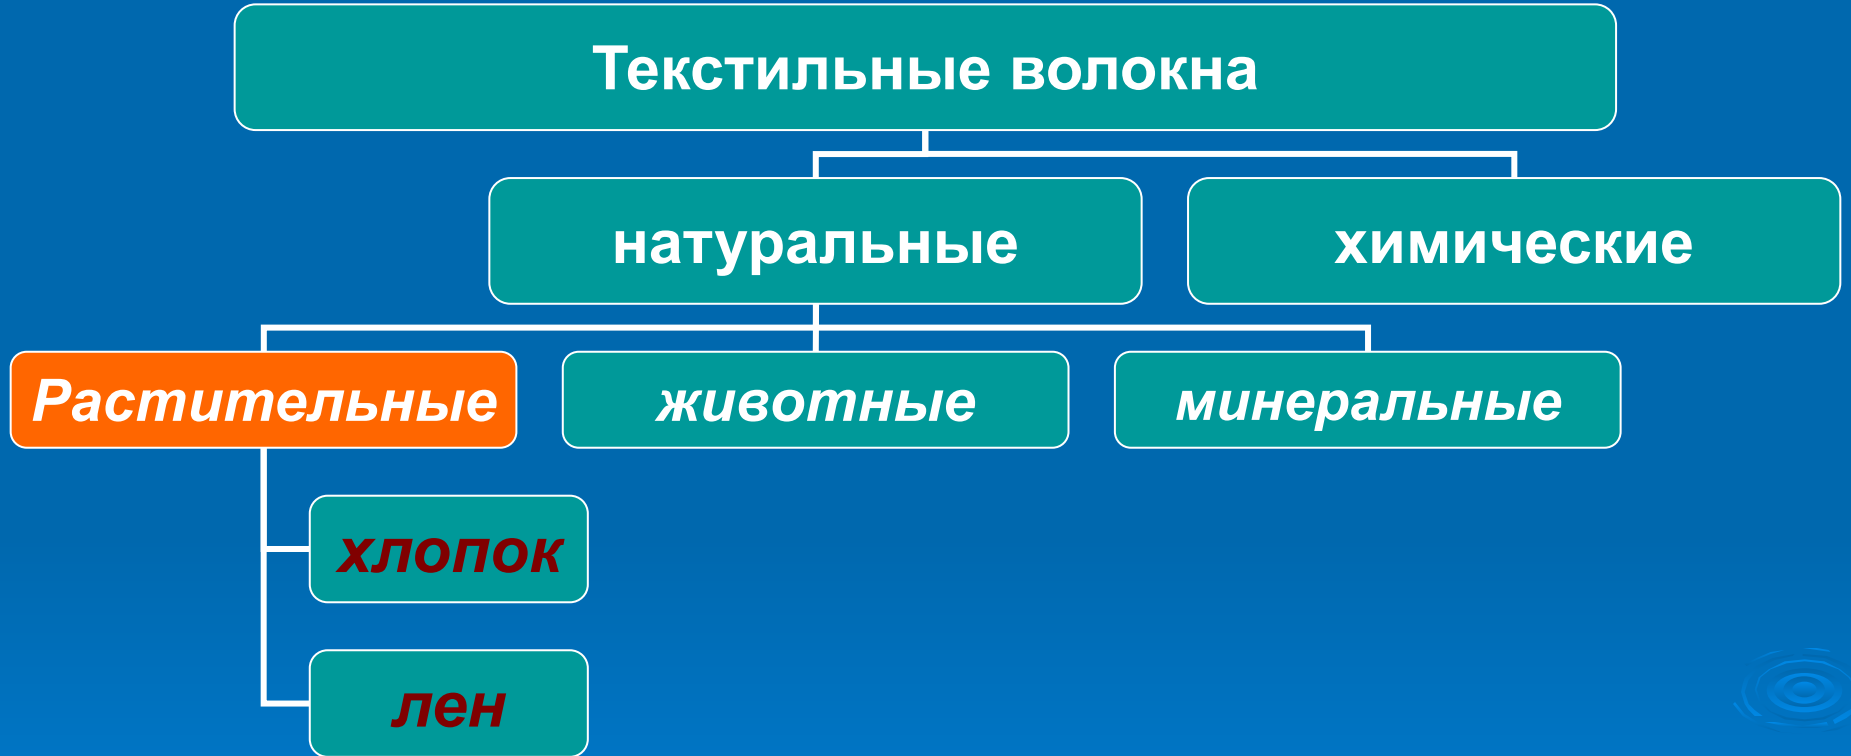 Текстильные волокна
натуральные
химические
Растительные
животные
минеральные
хлопок
лен